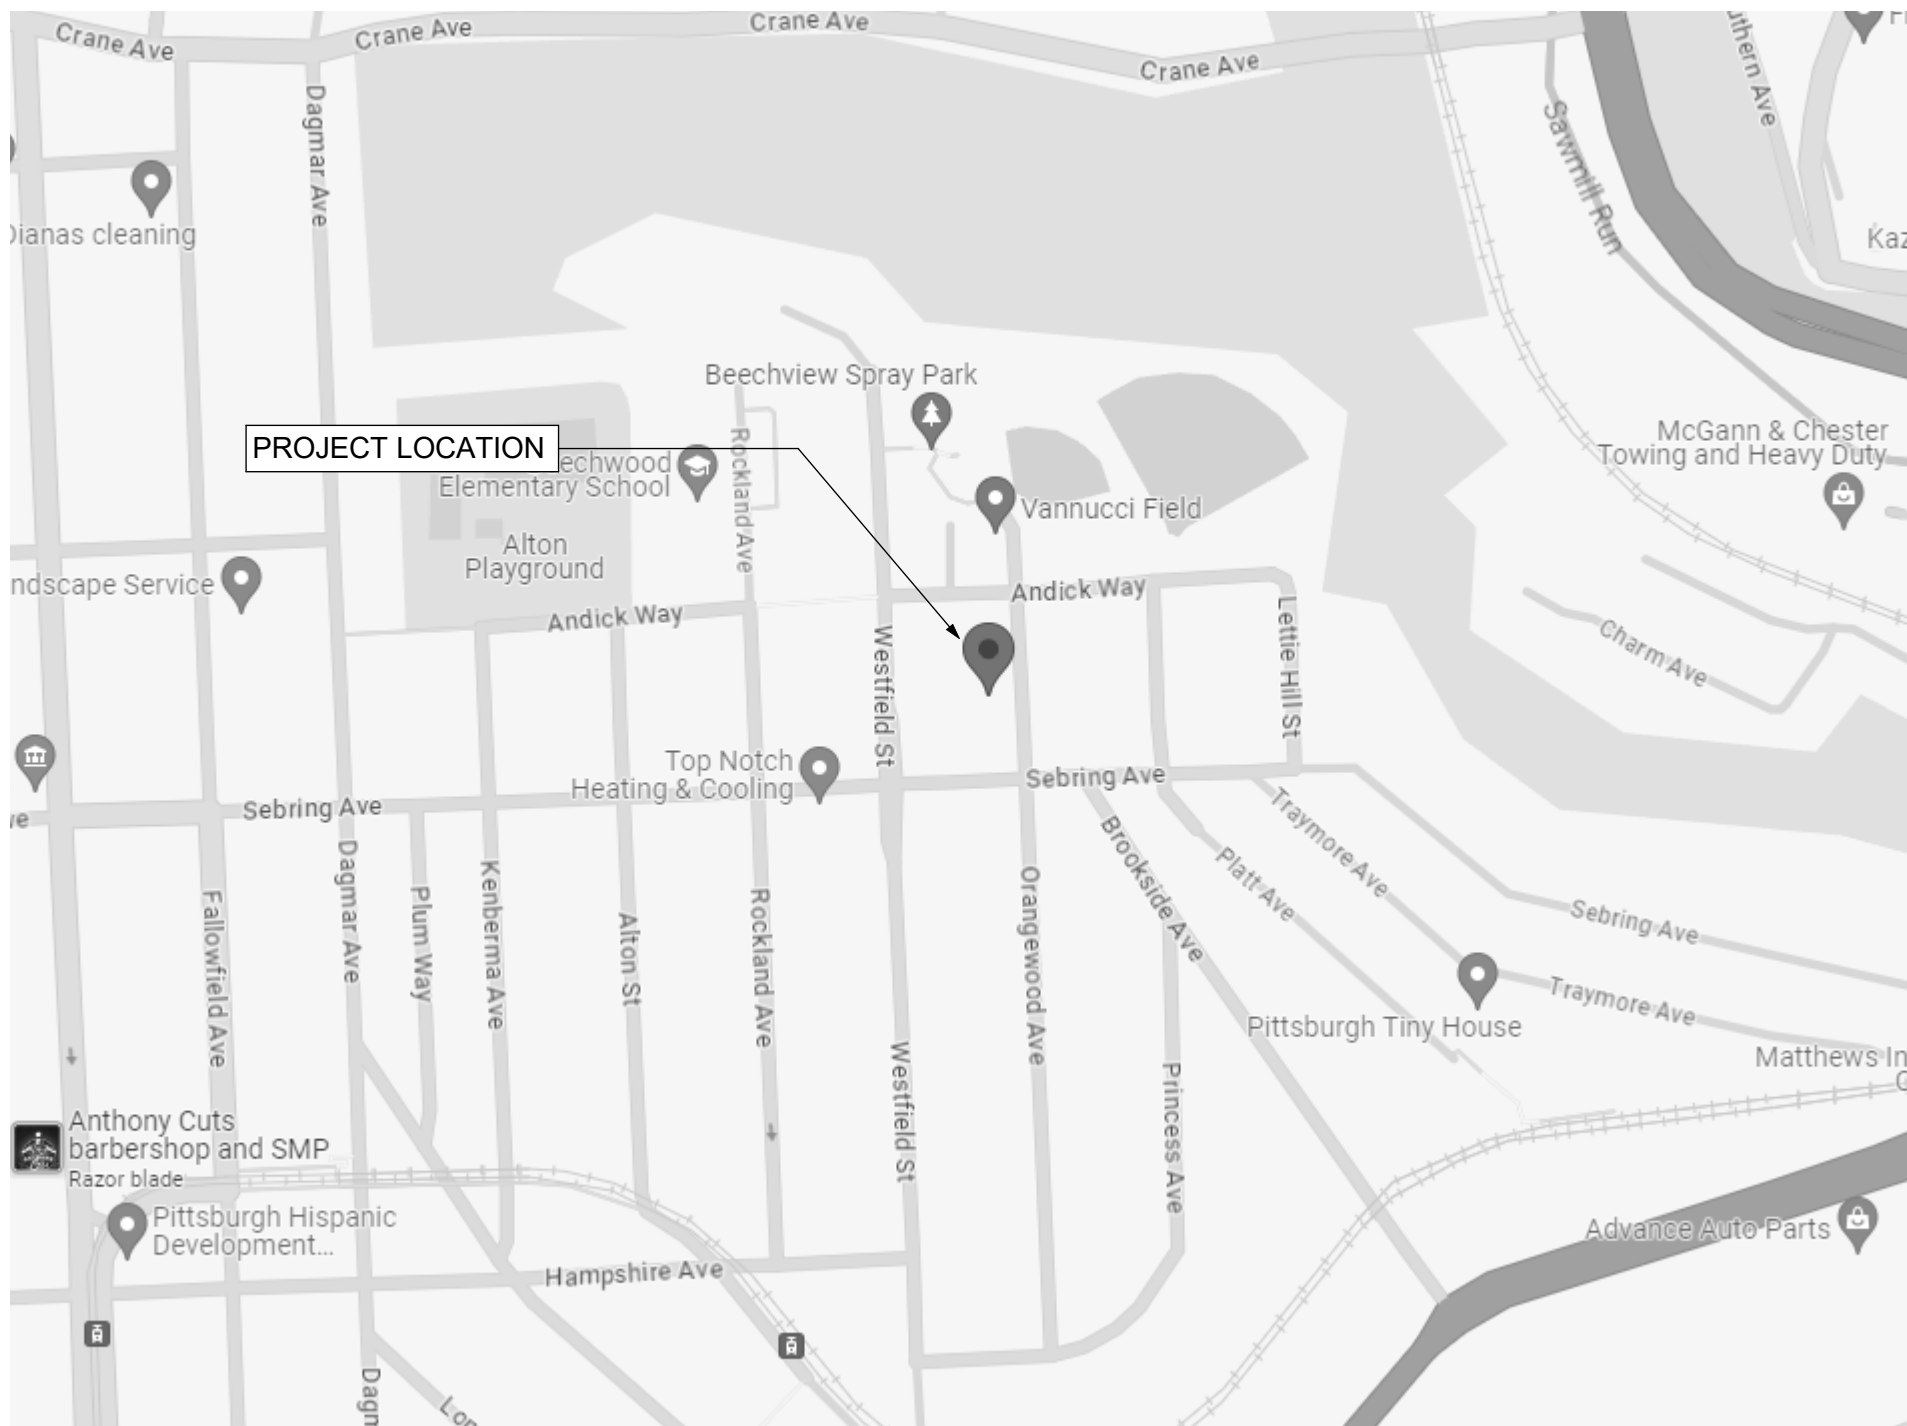 Crane Ave
Crane Ave
Crane Ave
Crane Ave
Dagmar Ave
Sawmill Run
Dianas cleaning
Beechview Spray Park
PROJECT LOCATION
Elementary School
Rockland Ave
McGann & Chester
Towing and Heavy Duty
Vannucci Field
Alton
Playground
Andick Way
Andick Way
Westfield St
Lettie Hill St
Charm Ave
Top Notch
Heating & Cooling
Sebring Ave
Sebring Ave
Traymore Ave
Platt Ave
Brookside Ave
Sebring Ave
Fallowfield Ave
Dagmar Ave
Plum Way
Kenberma Ave
Alton St
Rockland Ave
Orangewood Ave
Westfield St
Princess Ave
Traymore Ave
Pittsburgh Tiny House
Matthews In
Anthony Cuts
barbershop and SMP
Razor blade
Pittsburgh Hispanic
Development...
Hampshire Ave
Advance Auto Parts